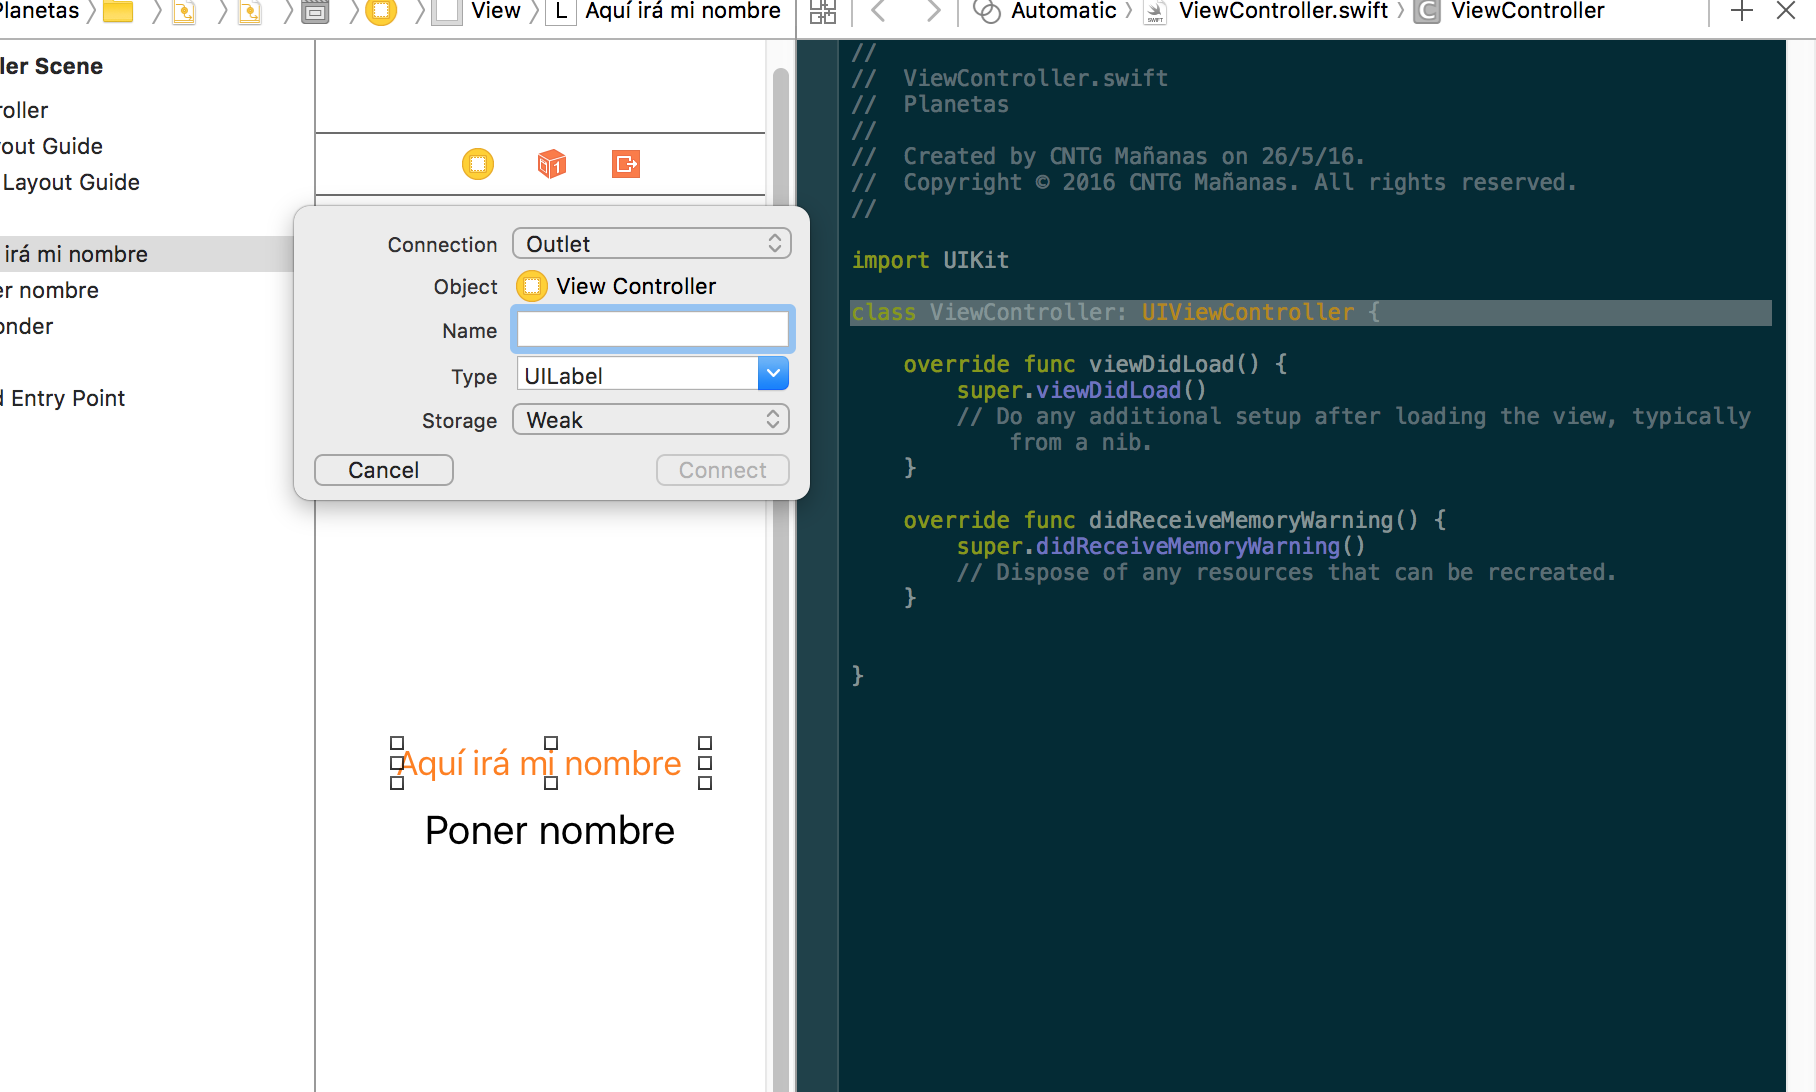 Planetas View L Aquí irá mi nombre
Automatic ViewController.swift C ViewController
ler Scene
roller
out Guide
Layout Guide
irá mi nombre
er nombre
onder
d Entry Point
Connection Outlet
Object View Controller
Name
Type UILabel
Storage Weak
Cancel Connect
Aquí irá mi nombre
Poner nombre
//
//  ViewController.swift
//  Planetas
//
//  Created by CNTG Mañanas on 26/5/16.
//  Copyright © 2016 CNTG Mañanas. All rights reserved.
//
import UIKit
class ViewController: UIViewController {
override func viewDidLoad() {
super.viewDidLoad()
// Do any additional setup after loading the view, typically
from a nib.
}
override func didReceiveMemoryWarning() {
super.didReceiveMemoryWarning()
// Dispose of any resources that can be recreated.
}
}